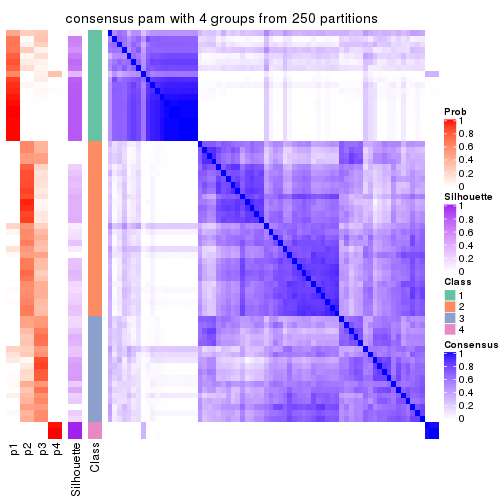 consensus pam with 4 groups from 250 partitions
p1
p2
p3
p4
Silhouette
Class
Prob
1
0.8
0.6
0.4
0.2
0
Silhouette
1
0.8
0.6
0.4
0.2
0
Class
1
2
3
4
Consensus
1
0.8
0.6
0.4
0.2
0